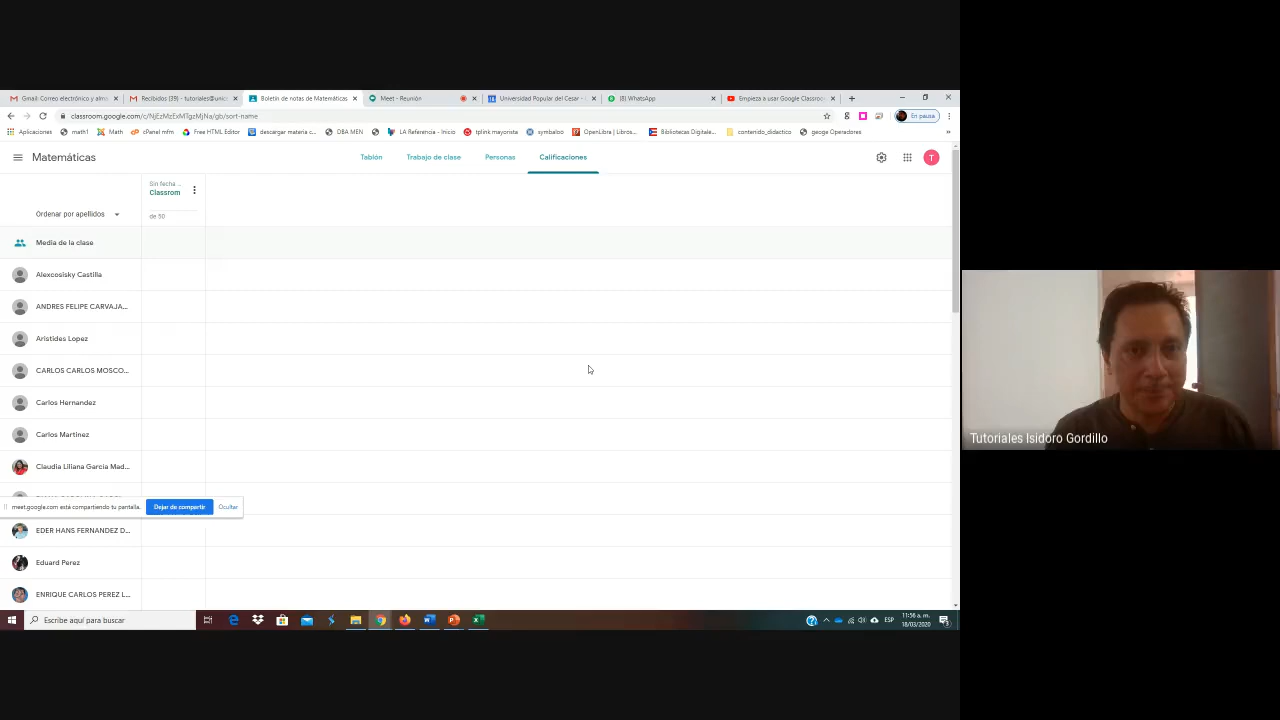 Gmail: Correo electrónico y alma
Recibidos (39) - tutoriales@unic
Boletín de notas de Matemáticas
Meet - Reunión
Universidad Popular del Cesar -
(8) WhatsApp
Empieza a usar Google Classroo
classroom.google.com/c/NjEzMzExMTgzMjNa/gb/sort-name
En pausa
Aplicaciones
math1
Math
cPanel mfm
Free HTML Editor
descargar materia c...
DBA MEN
LA Referencia - Inicio
tplink mayorista
symbaloo
OpenLibra | Libros...
Bibliotecas Digitale...
contenido_didactico
geoge Operadores
Matemáticas
Tablón
Trabajo de clase
Personas
Calificaciones
T
Sin fecha ...
Classrom
Ordenar por apellidos
de 50
Media de la clase
Alexcosisky Castilla
ANDRES FELIPE CARVAJA...
Aristidas Lopez
CARLOS CARLOS MOSCO...
Carlos Hernandez
Carlos Martinez
Claudia Liliana Garcia Mad...
meet.google.com está compartiendo tu pantalla.
Dejar de compartir
Ocultar
EDER HANS FERNANDEZ D...
Eduard Perez
ENRIQUE CARLOS PEREZ L...
Tutoriales Isidoro Gordillo
Escribe aquí para buscar
ESP
11:56 a. m.
18/03/2020